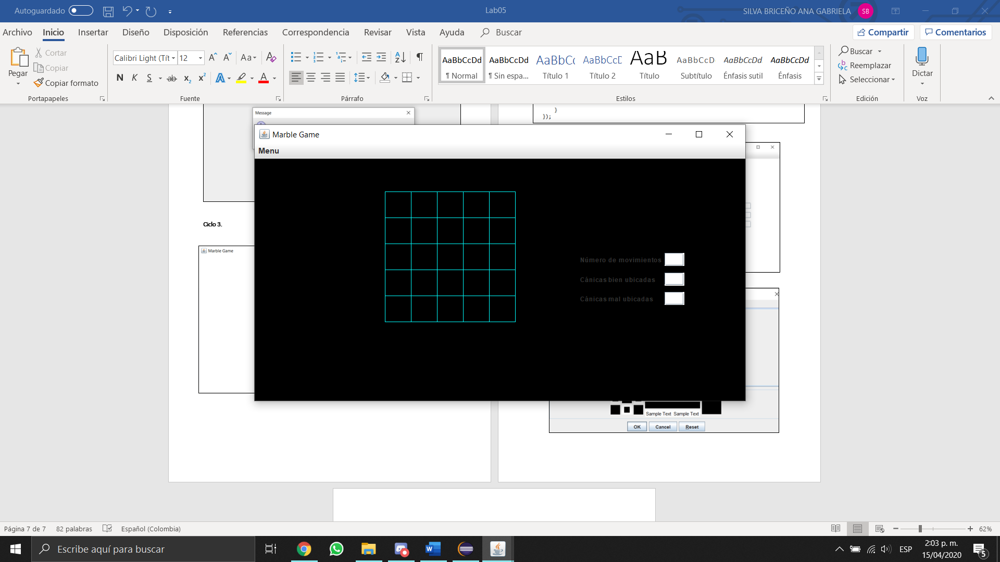 Autoguardado
Lab05
SILVA BRICEÑO ANA GABRIELA
SB
Archivo Inicio Insertar Diseño Disposición Referencias Correspondencia Revisar Vista Ayuda Buscar
Compartir Comentarios
Pegar
Cortar
Copiar
Copiar formato
Portapapeles
Calibri Light (Tít 12
Aa
N K S ab x₂ x²
Fuente
Párrafo
AaBbCcDd AaBbCcDd AaBbCc AaBbCcE AaB AaBbCcD AaBbCcDd AaBbCcDd
¶ Normal ¶ Sin espa... Título 1 Título 2 Título Subtítulo Énfasis sutil Énfasis
Estilos
Buscar
Reemplazar
Seleccionar
Edición
Dictar
Voz
Message
}
});
Marble Game
Menu
Número de movimientos
Cánicas bien ubicadas
Cánicas mal ubicadas
Ciclo 3.
Marble Game
Sample Text Sample Text
OK Cancel Reset
Página 7 de 7 82 palabras Español (Colombia)
62%
Escribe aquí para buscar
ESP
2:03 p. m.
15/04/2020
5